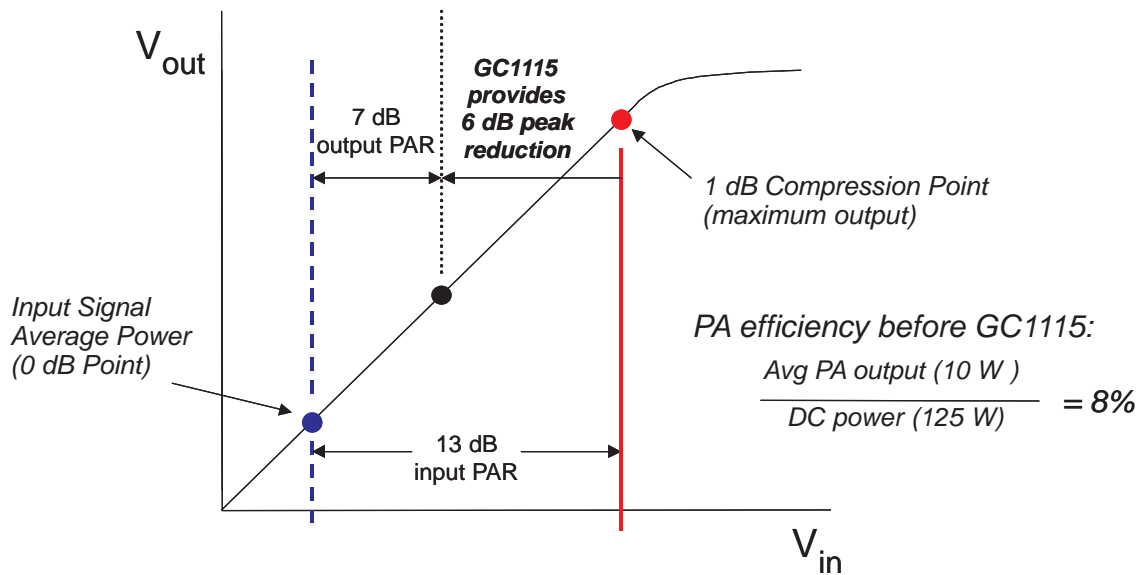 V
out
7 dB
output PAR
GC1115
provides
6 dB peak
reduction
1 dB Compression Point
(maximum output)
Input Signal
Average Power
(0 dB Point)
PA efficiency before GC1115:
Avg PA output (10 W )
DC power (125 W)
= 8%
13 dB
input PAR
V
in